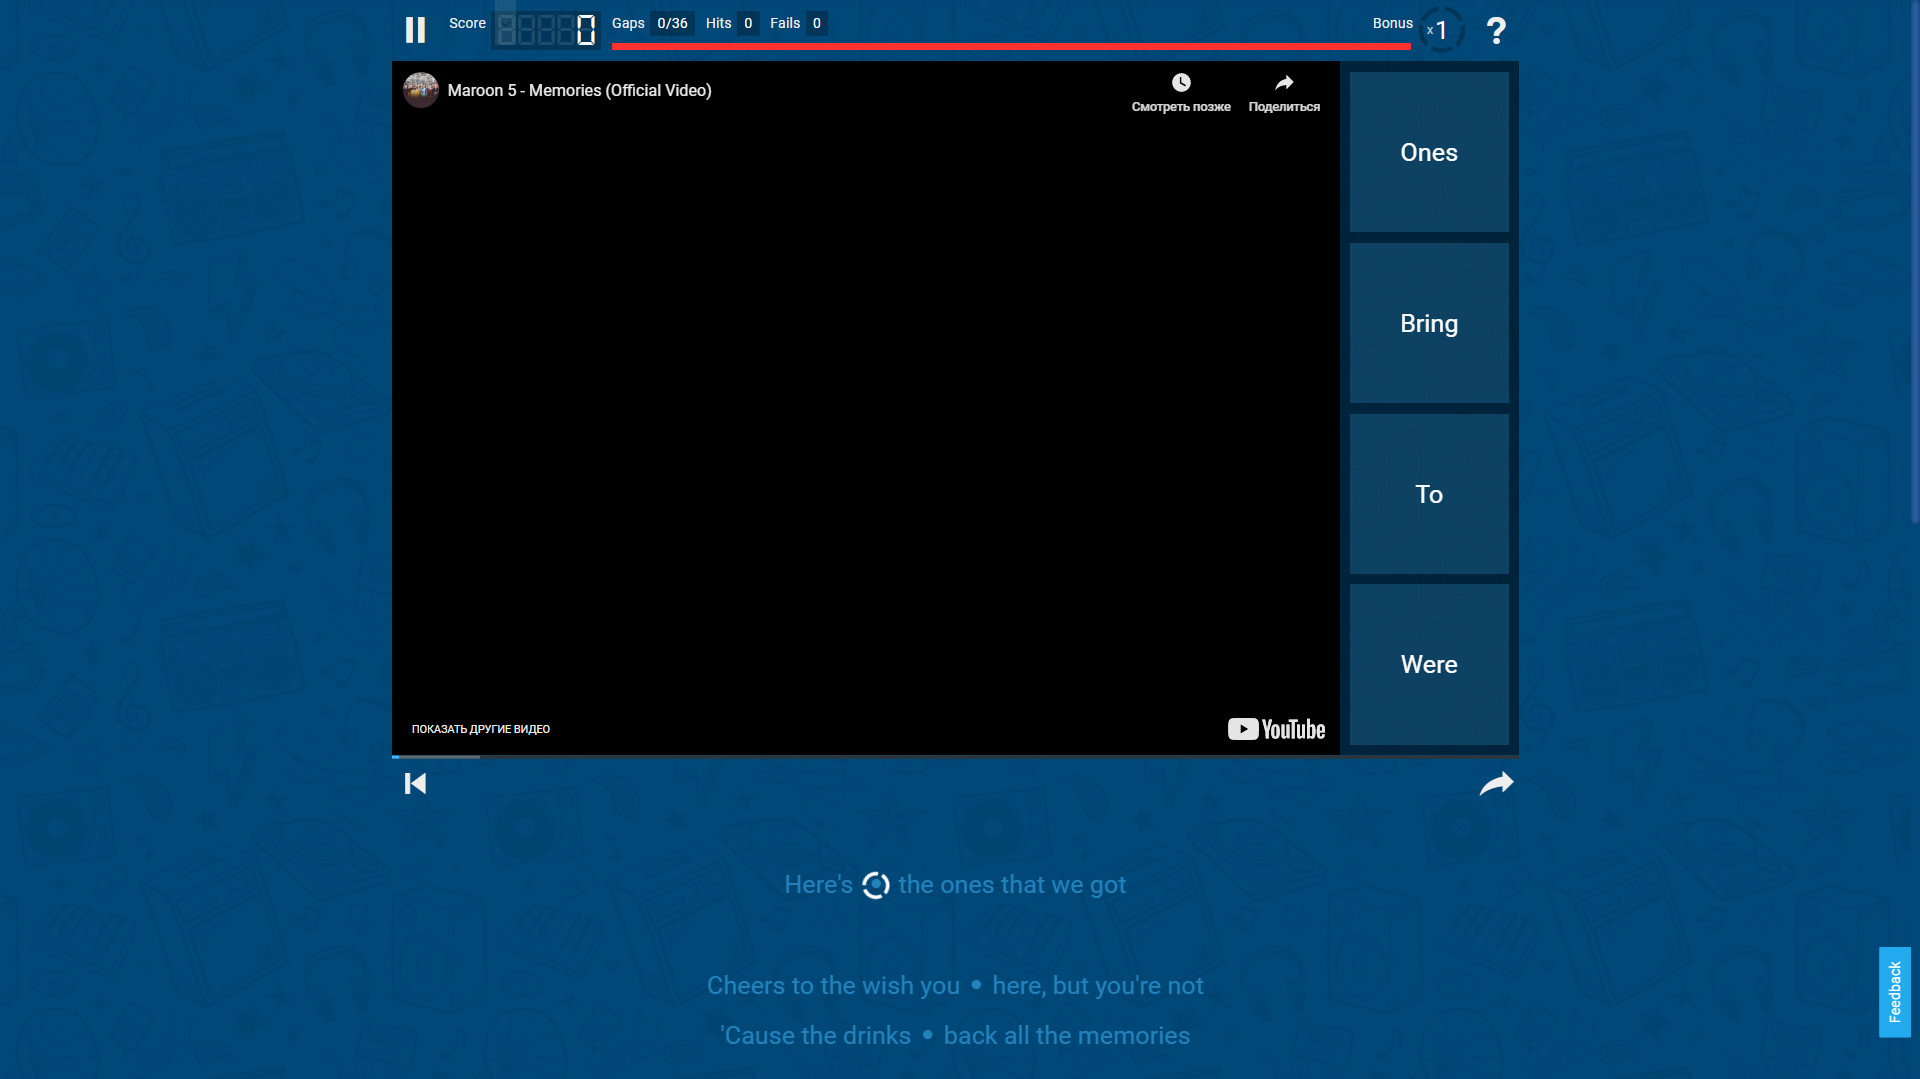 Score 0 Gaps 0/36 Hits 0 Fails 0 Bonus x1 ?
Maroon 5 - Memories (Official Video)
Смотреть позже Поделиться
Ones
Bring
To
Were
ПОКАЗАТЬ ДРУГИЕ ВИДЕО
YouTube
Here's the ones that we got
Cheers to the wish you • here, but you're not
'Cause the drinks • back all the memories
Feedback